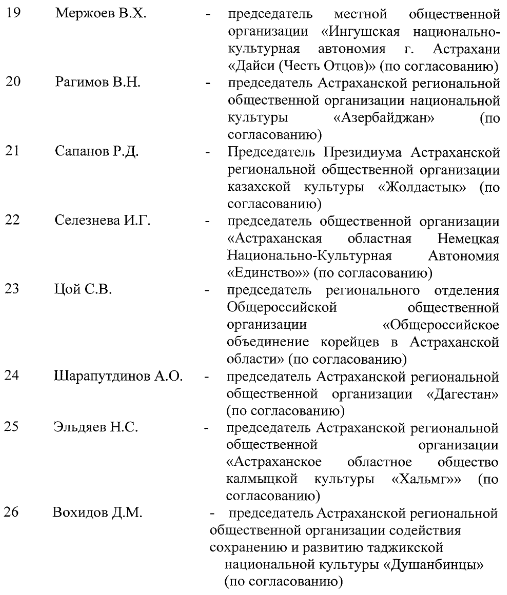 19 Мержоев В.Х. - председатель местной общественной
организации «Ингушская национально-
культурная автономия г. Астрахани
«Дайси (Честь Отцов)» (по согласованию)
20 Рагимов В.Н. - председатель Астраханской региональной
общественной организации национальной
культуры «Азербайджан» (по
согласованию)
21 Сапанов Р.Д. - Председатель Президиума Астраханской
региональной общественной организации
казахской культуры «Жолдастык» (по
согласованию)
22 Селезнева И.Г. - председатель общественной организации
«Астраханская областная Немецкая
Национально-Культурная Автономия
«Единство»» (по согласованию)
23 Цой С.В. - председатель регионального отделения
Общероссийской общественной
организации «Общероссийское
объединение корейцев в Астраханской
области» (по согласованию)
24 Шарапутдинов А.О. - председатель Астраханской региональной
общественной организации «Дагестан»
(по согласованию)
25 Эльдяев Н.С. - председатель Астраханской региональной
общественной организации
«Астраханское областное общество
калмыцкой культуры «Хальмг»» (по
согласованию)
26 Вохидов Д.М. - председатель Астраханской региональной
общественной организации содействия
сохранению и развитию таджикской
национальной культуры «Душанбинцы»
(по согласованию)